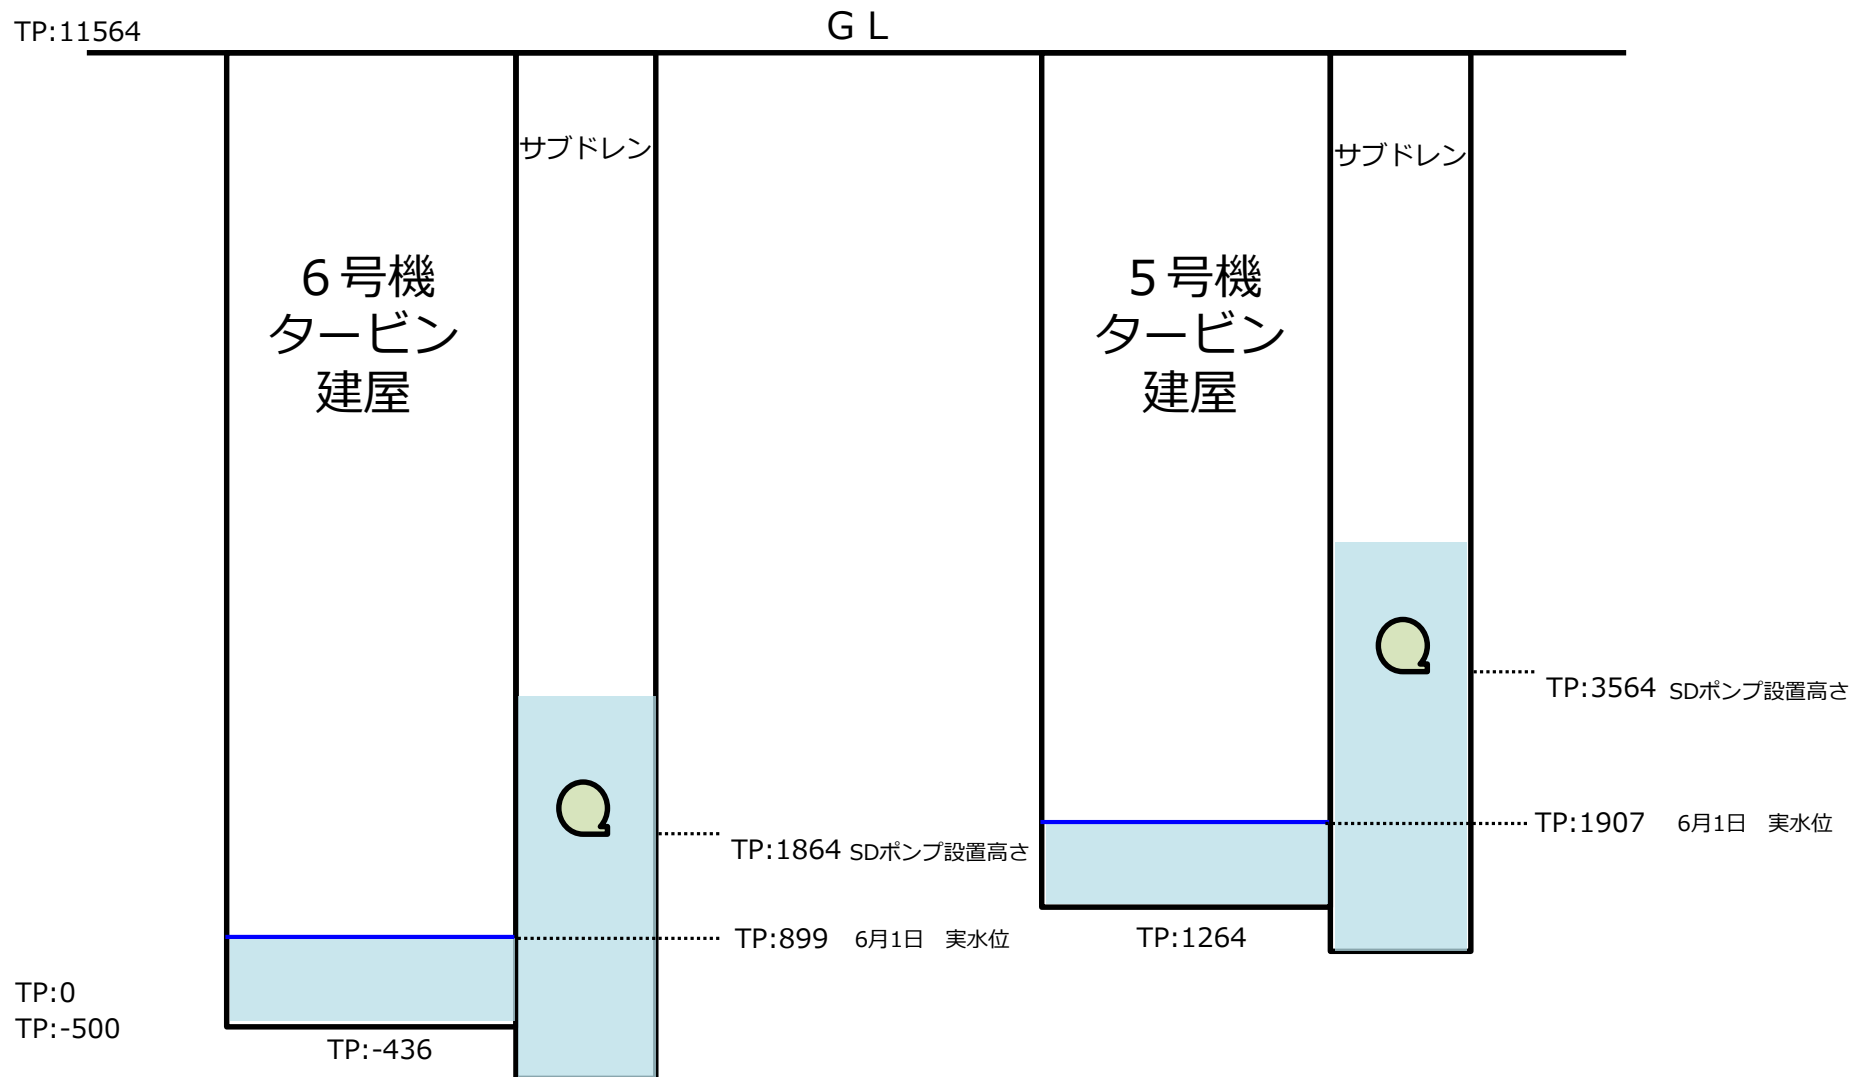 TP:11564
ＧＬ
サブドレン
サブドレン
６号機
タービン
建屋
５号機
タービン
建屋
TP:3564 SDポンプ設置高さ
TP:1907 6月1日　実水位
TP:1864 SDポンプ設置高さ
TP:899 6月1日　実水位
TP:1264
TP:0
TP:-500
TP:-436